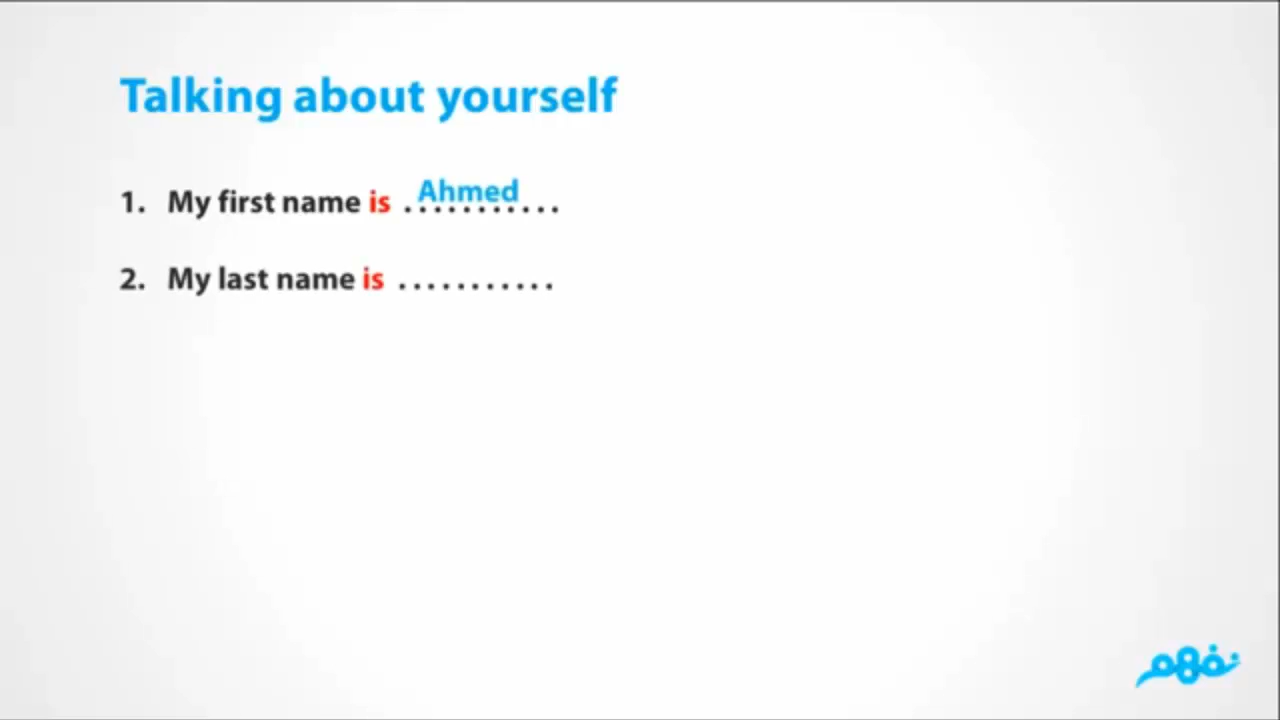 Talking about yourself
1. My first name is ...Ahmed........
2. My last name is ...........
نفهم